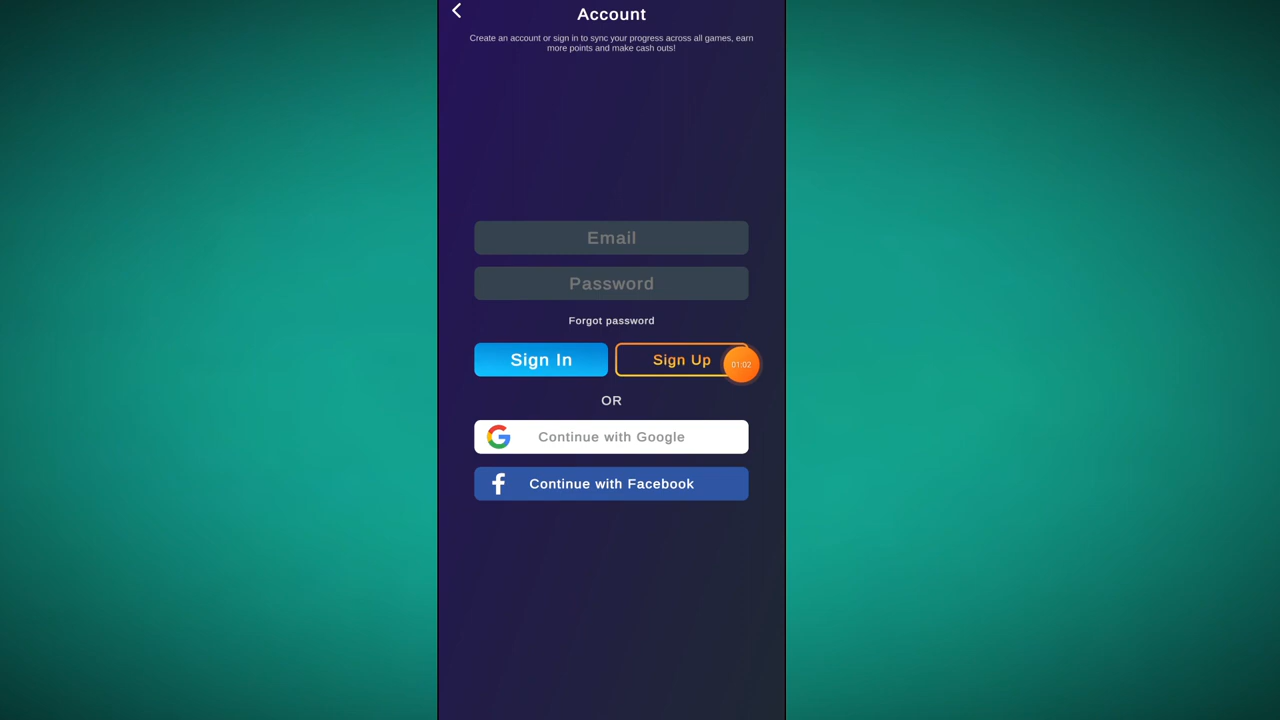 Account
Create an account or sign in to sync your progress across all games, earn
more points and make cash outs!
Email
Password
Forgot password
Sign In
Sign Up
01:02
OR
Continue with Google
Continue with Facebook